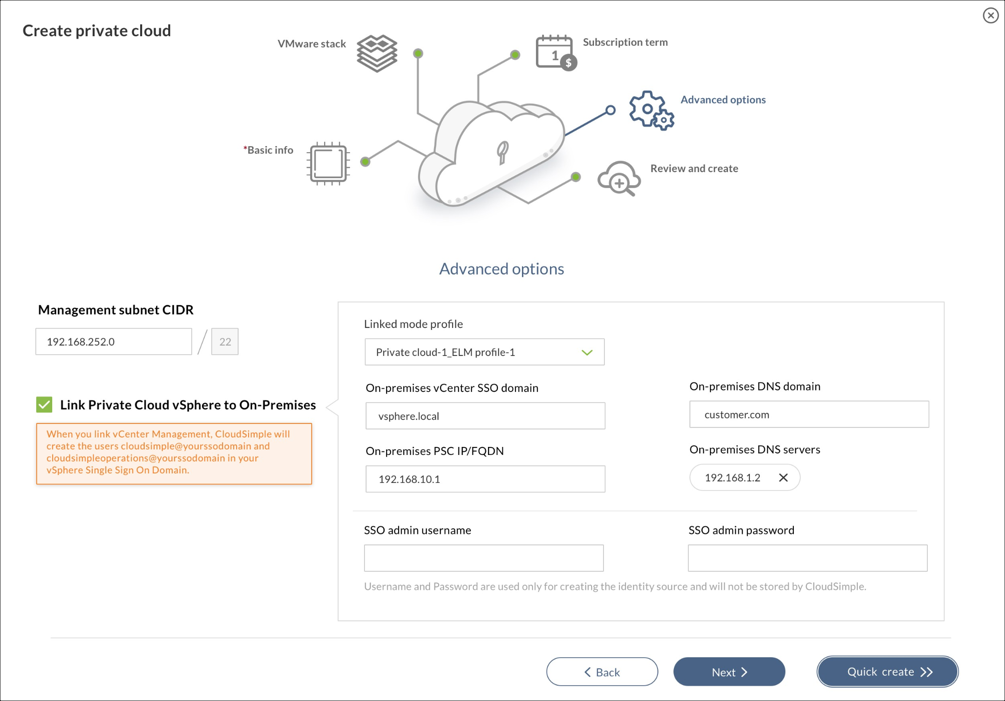 Create private cloud
VMware stack
1
$
Subscription term
Advanced options
*Basic info
Review and create
Advanced options
Management subnet CIDR
192.168.252.0
/
22
Link Private Cloud vSphere to On-Premises
When you link vCenter Management, CloudSimple will
create the users cloudsimple@yourssodomain and
cloudsimpleoperations@yourssodomain in your
vSphere Single Sign On Domain.
Linked mode profile
Private cloud-1_ELM profile-1
On-premises vCenter SSO domain
vsphere.local
On-premises DNS domain
customer.com
On-premises PSC IP/FQDN
192.168.10.1
On-premises DNS servers
192.168.1.2
SSO admin username
SSO admin password
Username and Password are used only for creating the identity source and will not be stored by CloudSimple.
Back
Next
Quick create